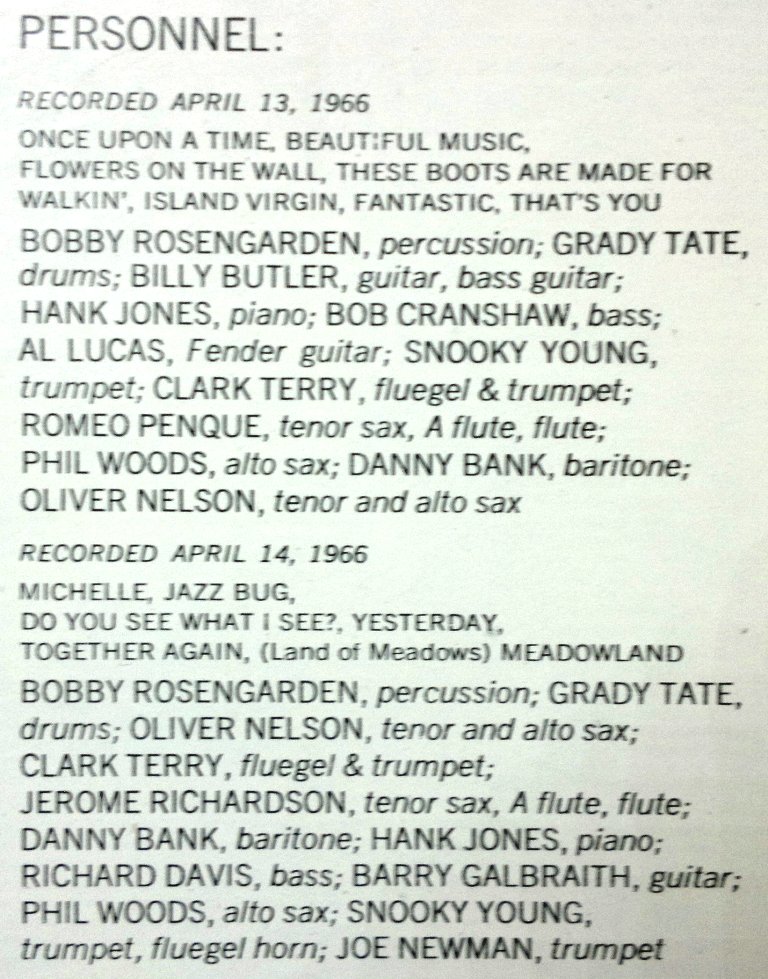 PERSONNEL:
RECORDED APRIL 13, 1966
ONCE UPON A TIME, BEAUTIFUL MUSIC,
FLOWERS ON THE WALL, THESE BOOTS ARE MADE FOR
WALKIN', ISLAND VIRGIN, FANTASTIC, THAT'S YOU
BOBBY ROSENGARDEN, percussion; GRADY TATE,
drums; BILLY BUTLER, guitar, bass guitar;
HANK JONES, piano; BOB CRANSHAW, bass;
AL LUCAS, Fender guitar; SNOOKY YOUNG,
trumpet; CLARK TERRY, fluegel & trumpet;
ROMEO PENQUE, tenor sax, A flute, flute;
PHIL WOODS, alto sax; DANNY BANK, baritone;
OLIVER NELSON, tenor and alto sax
RECORDED APRIL 14, 1966
MICHELLE, JAZZ BUG,
DO YOU SEE WHAT I SEE?, YESTERDAY,
TOGETHER AGAIN, (Land of Meadows) MEADOWLAND
BOBBY ROSENGARDEN, percussion; GRADY TATE,
drums; OLIVER NELSON, tenor and alto sax;
CLARK TERRY, fluegel & trumpet;
JEROME RICHARDSON, tenor sax, A flute, flute;
DANNY BANK, baritone; HANK JONES, piano;
RICHARD DAVIS, bass; BARRY GALBRAITH, guitar;
PHIL WOODS, alto sax; SNOOKY YOUNG,
trumpet, fluegel horn; JOE NEWMAN, trumpet